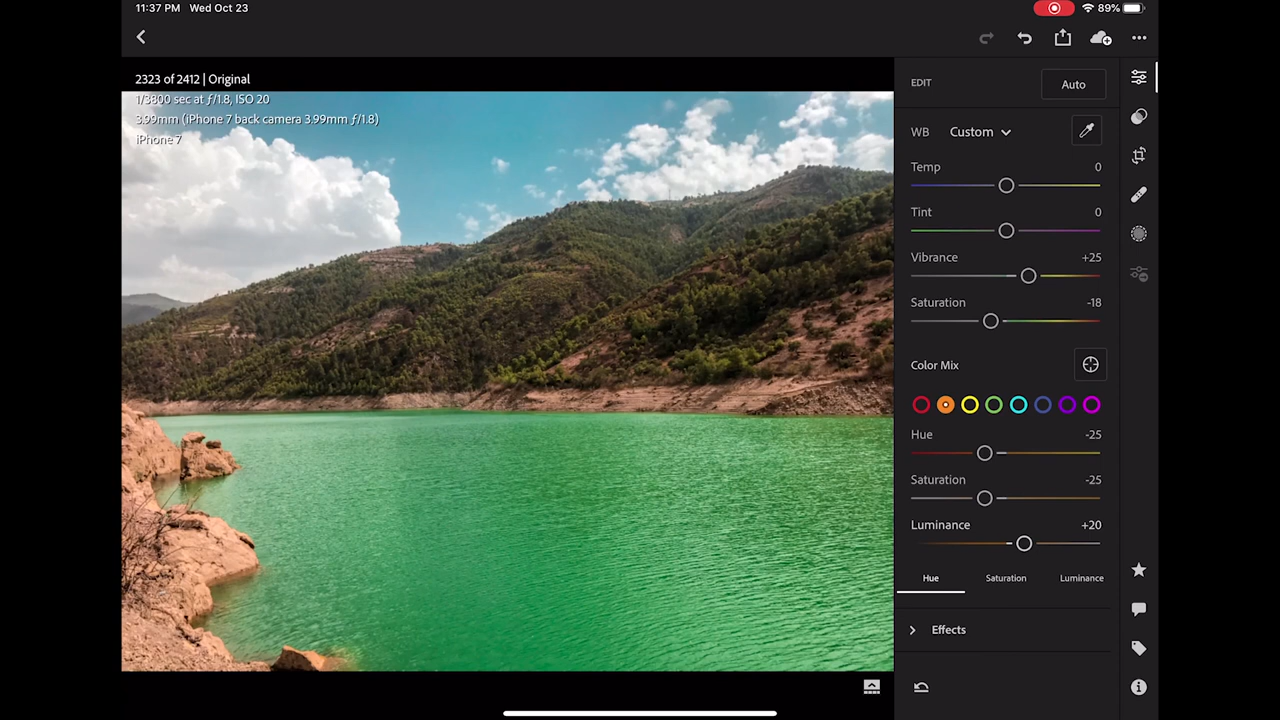 11:37 PM Wed Oct 23
89%
2323 of 2412 | Original
1/3800 sec at ƒ/1.8, ISO 20
3.99mm (iPhone 7 back camera 3.99mm ƒ/1.8)
iPhone 7
EDIT
Auto
WB Custom
Temp 0
Tint 0
Vibrance +25
Saturation -18
Color Mix
Hue -25
Saturation -25
Luminance +20
Hue Saturation Luminance
Effects